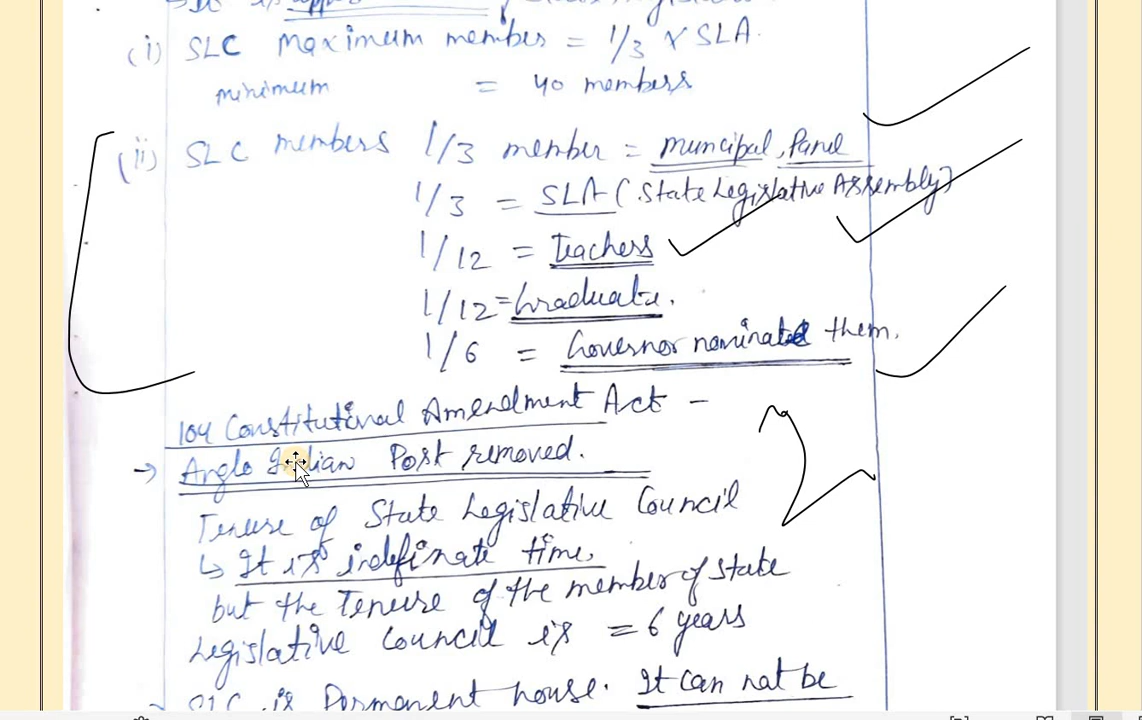 (i) SLC Maximum member = 1/3 × SLA.
minimum = 40 members
(ii) SLC members 1/3 member = Muncipal, Panel
1/3 = SLA (State Legislative Assembly)
1/12 = Teachers
1/12 = Graduate.
1/6 = Governor nominated them.
104 Constitutional Amendment Act -
→ Anglo Indian Post removed.
Tenure of State Legislative Council
↳ It is indefinate time.
but the Tenure of the member of State
Legislative Council is = 6 years
SLC is Permanent house. It can not be